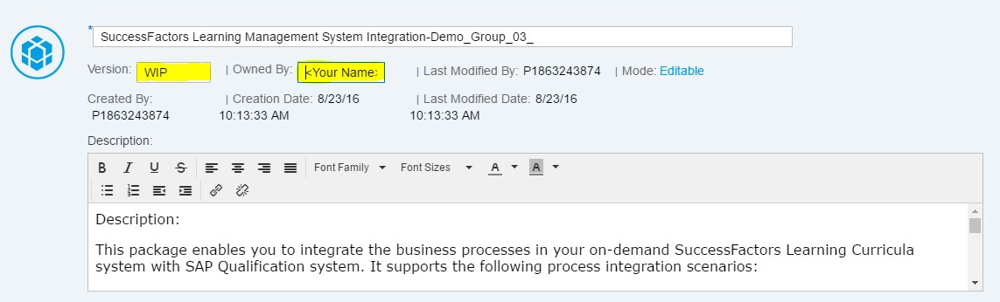 * SuccessFactors Learning Management System Integration-Demo_Group_03_
Version: WIP | Owned By: <Your Name: | Last Modified By: P1863243874 | Mode: Editable
Created By: | Creation Date: 8/23/16 | Last Modified Date: 8/23/16
P1863243874 10:13:33 AM 10:13:33 AM
Description:
B I U S Font Family Font Sizes A A
Description:
This package enables you to integrate the business processes in your on-demand SuccessFactors Learning Curricula
system with SAP Qualification system. It supports the following process integration scenarios: